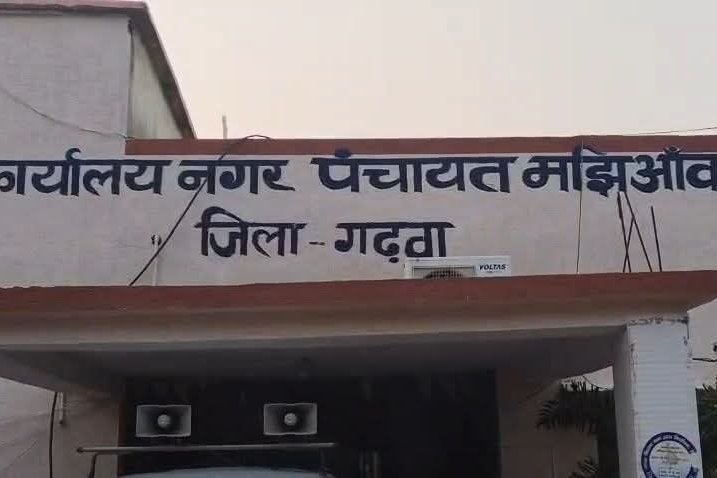 कार्यालय नगर पंचायत मझिआँव
जिला - गढ़वा
VOLTAS